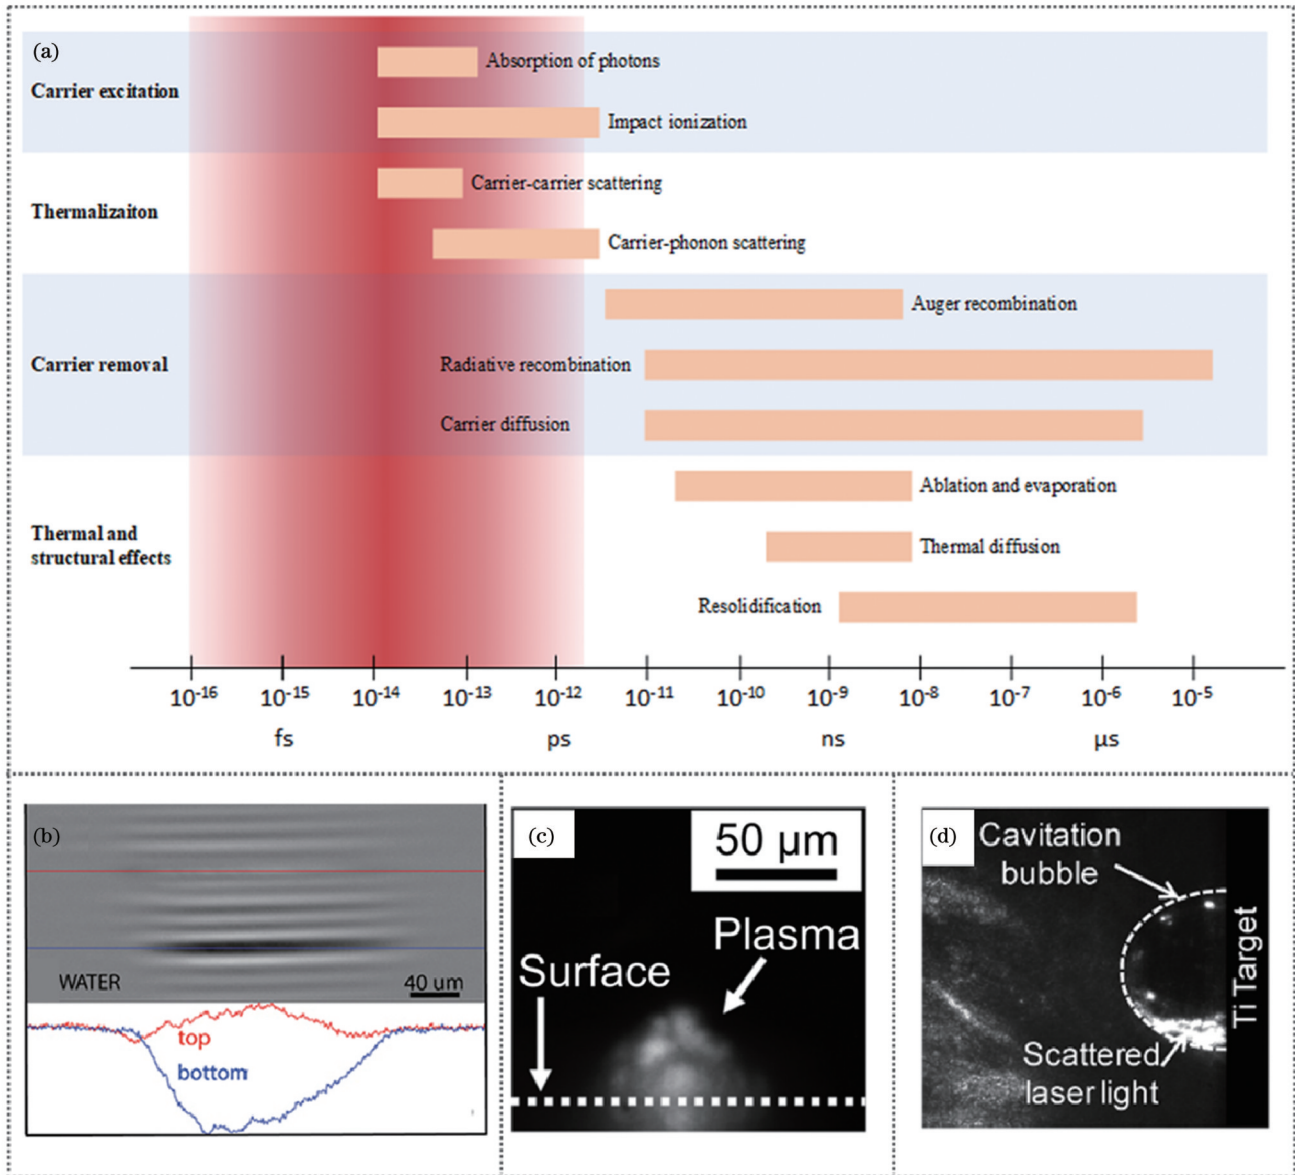 (a)
Absorption of photons
Carrier excitation
Impact ionization
Carrier-carrier scattering
Thermalizaiton
Carrier-phonon scattering
Auger recombination
Carrier removal
Radiative recombination
Carrier diffusion
Ablation and evaporation
Thermal and
structural effects
Thermal diffusion
Resolidification
10-16 10-15 10-14 10-13 10-12 10-11 10-10 10-9 10-8 10-7 10-6 10-5
fs ps ns µs
(b)
WATER
40 um
top
bottom
(c)
50 µm
Plasma
Surface
(d)
Cavitation
bubble
Ti Target
Scattered
laser light